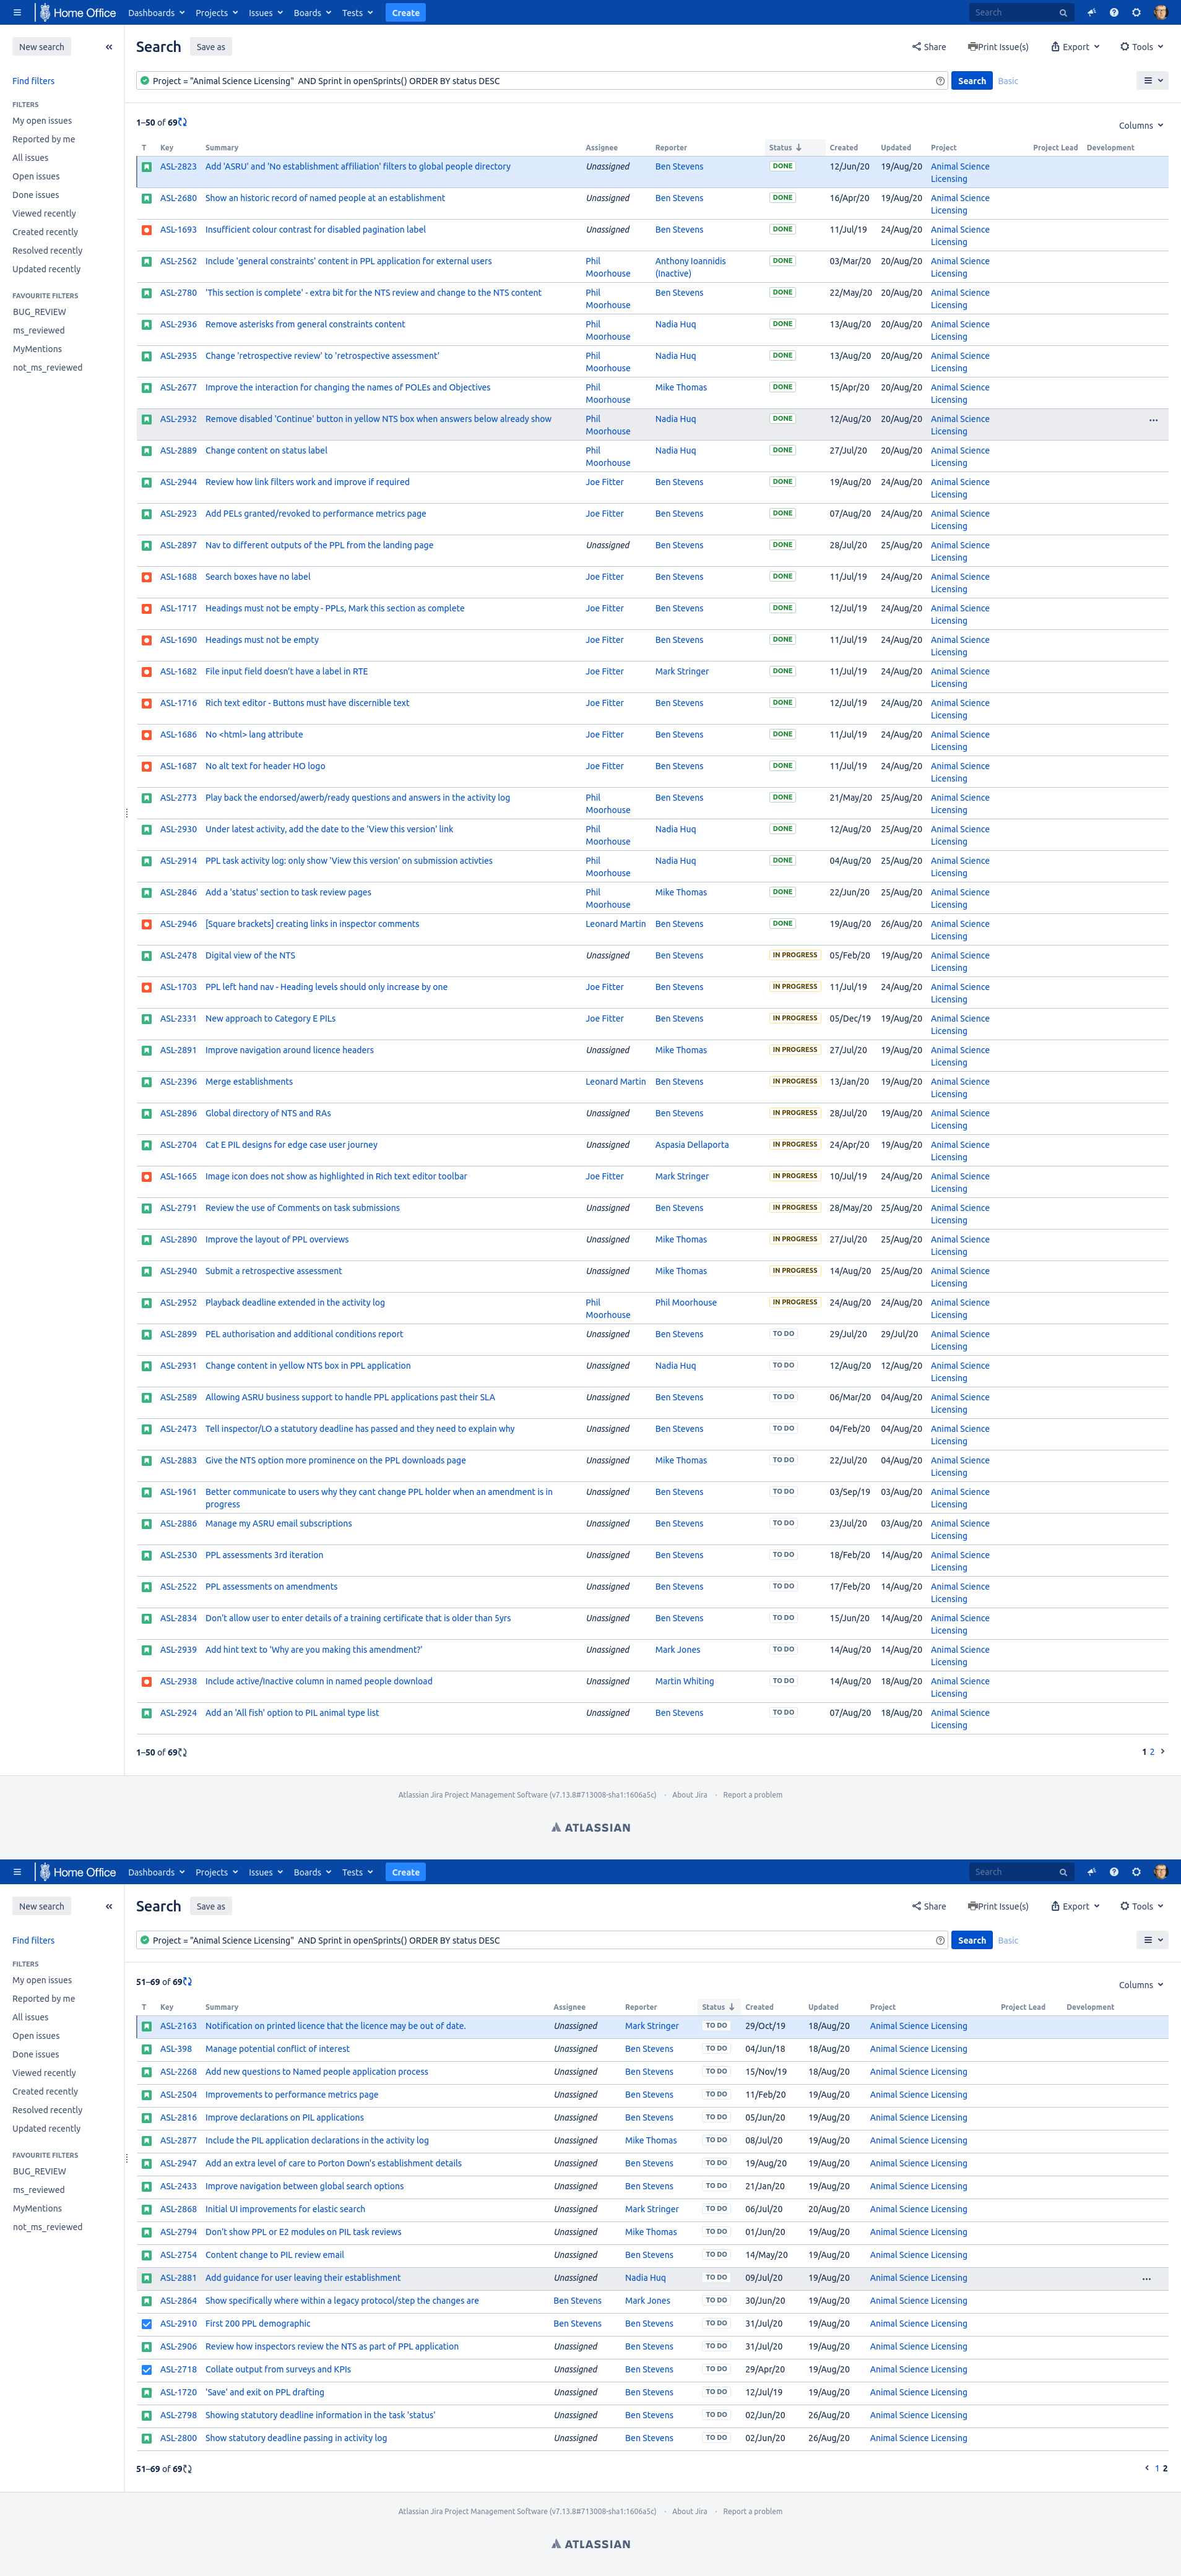 Home Office Dashboards Projects Issues Boards Tests Create Search
New search
Search Save as Share Print Issue(s) Export Tools
Find filters
Project = "Animal Science Licensing" AND Sprint in openSprints() ORDER BY status DESC Search Basic
FILTERS
My open issues
Reported by me
All issues
Open issues
Done issues
Viewed recently
Created recently
Resolved recently
Updated recently
FAVOURITE FILTERS
BUG_REVIEW
ms_reviewed
MyMentions
not_ms_reviewed
1–50 of 69
Columns
T Key Summary Assignee Reporter Status Created Updated Project Project Lead Development
ASL-2823 Add 'ASRU' and 'No establishment affiliation' filters to global people directory Unassigned Ben Stevens DONE 12/Jun/20 19/Aug/20 Animal Science Licensing
ASL-2680 Show an historic record of named people at an establishment Unassigned Ben Stevens DONE 16/Apr/20 19/Aug/20 Animal Science Licensing
ASL-1693 Insufficient colour contrast for disabled pagination label Unassigned Ben Stevens DONE 11/Jul/19 24/Aug/20 Animal Science Licensing
ASL-2562 Include 'general constraints' content in PPL application for external users Phil Moorhouse Anthony Ioannidis (Inactive) DONE 03/Mar/20 20/Aug/20 Animal Science Licensing
ASL-2780 'This section is complete' - extra bit for the NTS review and change to the NTS content Phil Moorhouse Ben Stevens DONE 22/May/20 20/Aug/20 Animal Science Licensing
ASL-2936 Remove asterisks from general constraints content Phil Moorhouse Nadia Huq DONE 13/Aug/20 20/Aug/20 Animal Science Licensing
ASL-2935 Change 'retrospective review' to 'retrospective assessment' Phil Moorhouse Nadia Huq DONE 13/Aug/20 20/Aug/20 Animal Science Licensing
ASL-2677 Improve the interaction for changing the names of POLEs and Objectives Phil Moorhouse Mike Thomas DONE 15/Apr/20 20/Aug/20 Animal Science Licensing
ASL-2932 Remove disabled 'Continue' button in yellow NTS box when answers below already show Phil Moorhouse Nadia Huq DONE 12/Aug/20 20/Aug/20 Animal Science Licensing
ASL-2889 Change content on status label Phil Moorhouse Nadia Huq DONE 27/Jul/20 20/Aug/20 Animal Science Licensing
ASL-2944 Review how link filters work and improve if required Joe Fitter Ben Stevens DONE 19/Aug/20 24/Aug/20 Animal Science Licensing
ASL-2923 Add PELs granted/revoked to performance metrics page Joe Fitter Ben Stevens DONE 07/Aug/20 24/Aug/20 Animal Science Licensing
ASL-2897 Nav to different outputs of the PPL from the landing page Unassigned Ben Stevens DONE 28/Jul/20 25/Aug/20 Animal Science Licensing
ASL-1688 Search boxes have no label Joe Fitter Ben Stevens DONE 11/Jul/19 24/Aug/20 Animal Science Licensing
ASL-1717 Headings must not be empty - PPLs, Mark this section as complete Joe Fitter Ben Stevens DONE 12/Jul/19 24/Aug/20 Animal Science Licensing
ASL-1690 Headings must not be empty Joe Fitter Ben Stevens DONE 11/Jul/19 24/Aug/20 Animal Science Licensing
ASL-1682 File input field doesn't have a label in RTE Joe Fitter Mark Stringer DONE 11/Jul/19 24/Aug/20 Animal Science Licensing
ASL-1716 Rich text editor - Buttons must have discernible text Joe Fitter Ben Stevens DONE 12/Jul/19 24/Aug/20 Animal Science Licensing
ASL-1686 No <html> lang attribute Joe Fitter Ben Stevens DONE 11/Jul/19 24/Aug/20 Animal Science Licensing
ASL-1687 No alt text for header HO logo Joe Fitter Ben Stevens DONE 11/Jul/19 24/Aug/20 Animal Science Licensing
ASL-2773 Play back the endorsed/awerb/ready questions and answers in the activity log Phil Moorhouse Ben Stevens DONE 21/May/20 25/Aug/20 Animal Science Licensing
ASL-2930 Under latest activity, add the date to the 'View this version' link Phil Moorhouse Nadia Huq DONE 12/Aug/20 25/Aug/20 Animal Science Licensing
ASL-2914 PPL task activity log: only show 'View this version' on submission activties Phil Moorhouse Nadia Huq DONE 04/Aug/20 25/Aug/20 Animal Science Licensing
ASL-2846 Add a 'status' section to task review pages Phil Moorhouse Mike Thomas DONE 22/Jun/20 25/Aug/20 Animal Science Licensing
ASL-2946 [Square brackets] creating links in inspector comments Leonard Martin Ben Stevens DONE 19/Aug/20 26/Aug/20 Animal Science Licensing
ASL-2478 Digital view of the NTS Unassigned Ben Stevens IN PROGRESS 05/Feb/20 19/Aug/20 Animal Science Licensing
ASL-1703 PPL left hand nav - Heading levels should only increase by one Joe Fitter Ben Stevens IN PROGRESS 11/Jul/19 24/Aug/20 Animal Science Licensing
ASL-2331 New approach to Category E PILs Joe Fitter Ben Stevens IN PROGRESS 05/Dec/19 19/Aug/20 Animal Science Licensing
ASL-2891 Improve navigation around licence headers Unassigned Mike Thomas IN PROGRESS 27/Jul/20 19/Aug/20 Animal Science Licensing
ASL-2396 Merge establishments Leonard Martin Ben Stevens IN PROGRESS 13/Jan/20 19/Aug/20 Animal Science Licensing
ASL-2896 Global directory of NTS and RAs Unassigned Ben Stevens IN PROGRESS 28/Jul/20 19/Aug/20 Animal Science Licensing
ASL-2704 Cat E PIL designs for edge case user journey Unassigned Aspasia Dellaporta IN PROGRESS 24/Apr/20 19/Aug/20 Animal Science Licensing
ASL-1665 Image icon does not show as highlighted in Rich text editor toolbar Joe Fitter Mark Stringer IN PROGRESS 10/Jul/19 24/Aug/20 Animal Science Licensing
ASL-2791 Review the use of Comments on task submissions Unassigned Ben Stevens IN PROGRESS 28/May/20 25/Aug/20 Animal Science Licensing
ASL-2890 Improve the layout of PPL overviews Unassigned Mike Thomas IN PROGRESS 27/Jul/20 25/Aug/20 Animal Science Licensing
ASL-2940 Submit a retrospective assessment Unassigned Mike Thomas IN PROGRESS 14/Aug/20 25/Aug/20 Animal Science Licensing
ASL-2952 Playback deadline extended in the activity log Phil Moorhouse Phil Moorhouse IN PROGRESS 24/Aug/20 24/Aug/20 Animal Science Licensing
ASL-2899 PEL authorisation and additional conditions report Unassigned Ben Stevens TO DO 29/Jul/20 29/Jul/20 Animal Science Licensing
ASL-2931 Change content in yellow NTS box in PPL application Unassigned Nadia Huq TO DO 12/Aug/20 12/Aug/20 Animal Science Licensing
ASL-2589 Allowing ASRU business support to handle PPL applications past their SLA Unassigned Ben Stevens TO DO 06/Mar/20 04/Aug/20 Animal Science Licensing
ASL-2473 Tell inspector/LO a statutory deadline has passed and they need to explain why Unassigned Ben Stevens TO DO 04/Feb/20 04/Aug/20 Animal Science Licensing
ASL-2883 Give the NTS option more prominence on the PPL downloads page Unassigned Mike Thomas TO DO 22/Jul/20 04/Aug/20 Animal Science Licensing
ASL-1961 Better communicate to users why they cant change PPL holder when an amendment is in progress Unassigned Ben Stevens TO DO 03/Sep/19 03/Aug/20 Animal Science Licensing
ASL-2886 Manage my ASRU email subscriptions Unassigned Ben Stevens TO DO 23/Jul/20 03/Aug/20 Animal Science Licensing
ASL-2530 PPL assessments 3rd iteration Unassigned Ben Stevens TO DO 18/Feb/20 14/Aug/20 Animal Science Licensing
ASL-2522 PPL assessments on amendments Unassigned Ben Stevens TO DO 17/Feb/20 14/Aug/20 Animal Science Licensing
ASL-2834 Don't allow user to enter details of a training certificate that is older than 5yrs Unassigned Ben Stevens TO DO 15/Jun/20 14/Aug/20 Animal Science Licensing
ASL-2939 Add hint text to 'Why are you making this amendment?' Unassigned Mark Jones TO DO 14/Aug/20 14/Aug/20 Animal Science Licensing
ASL-2938 Include active/Inactive column in named people download Unassigned Martin Whiting TO DO 14/Aug/20 18/Aug/20 Animal Science Licensing
ASL-2924 Add an 'All fish' option to PIL animal type list Unassigned Ben Stevens TO DO 07/Aug/20 18/Aug/20 Animal Science Licensing
1–50 of 69 1 2
Atlassian Jira Project Management Software (v7.13.8#713008-sha1:1606a5c) · About Jira · Report a problem
ATLASSIAN
Home Office Dashboards Projects Issues Boards Tests Create Search
New search
Search Save as Share Print Issue(s) Export Tools
Find filters
Project = "Animal Science Licensing" AND Sprint in openSprints() ORDER BY status DESC Search Basic
FILTERS
My open issues
Reported by me
All issues
Open issues
Done issues
Viewed recently
Created recently
Resolved recently
Updated recently
FAVOURITE FILTERS
BUG_REVIEW
ms_reviewed
MyMentions
not_ms_reviewed
51–69 of 69
Columns
T Key Summary Assignee Reporter Status Created Updated Project Project Lead Development
ASL-2163 Notification on printed licence that the licence may be out of date. Unassigned Mark Stringer TO DO 29/Oct/19 18/Aug/20 Animal Science Licensing
ASL-398 Manage potential conflict of interest Unassigned Ben Stevens TO DO 04/Jun/18 18/Aug/20 Animal Science Licensing
ASL-2268 Add new questions to Named people application process Unassigned Ben Stevens TO DO 15/Nov/19 18/Aug/20 Animal Science Licensing
ASL-2504 Improvements to performance metrics page Unassigned Ben Stevens TO DO 11/Feb/20 19/Aug/20 Animal Science Licensing
ASL-2816 Improve declarations on PIL applications Unassigned Ben Stevens TO DO 05/Jun/20 19/Aug/20 Animal Science Licensing
ASL-2877 Include the PIL application declarations in the activity log Unassigned Mike Thomas TO DO 08/Jul/20 19/Aug/20 Animal Science Licensing
ASL-2947 Add an extra level of care to Porton Down's establishment details Unassigned Ben Stevens TO DO 19/Aug/20 19/Aug/20 Animal Science Licensing
ASL-2433 Improve navigation between global search options Unassigned Ben Stevens TO DO 21/Jan/20 19/Aug/20 Animal Science Licensing
ASL-2868 Initial UI improvements for elastic search Unassigned Mark Stringer TO DO 06/Jul/20 20/Aug/20 Animal Science Licensing
ASL-2794 Don't show PPL or E2 modules on PIL task reviews Unassigned Mike Thomas TO DO 01/Jun/20 19/Aug/20 Animal Science Licensing
ASL-2754 Content change to PIL review email Unassigned Ben Stevens TO DO 14/May/20 19/Aug/20 Animal Science Licensing
ASL-2881 Add guidance for user leaving their establishment Unassigned Nadia Huq TO DO 09/Jul/20 19/Aug/20 Animal Science Licensing
ASL-2864 Show specifically where within a legacy protocol/step the changes are Ben Stevens Mark Jones TO DO 30/Jun/20 19/Aug/20 Animal Science Licensing
ASL-2910 First 200 PPL demographic Ben Stevens Ben Stevens TO DO 31/Jul/20 19/Aug/20 Animal Science Licensing
ASL-2906 Review how inspectors review the NTS as part of PPL application Unassigned Ben Stevens TO DO 31/Jul/20 19/Aug/20 Animal Science Licensing
ASL-2718 Collate output from surveys and KPIs Unassigned Ben Stevens TO DO 29/Apr/20 19/Aug/20 Animal Science Licensing
ASL-1720 'Save' and exit on PPL drafting Unassigned Ben Stevens TO DO 12/Jul/19 19/Aug/20 Animal Science Licensing
ASL-2798 Showing statutory deadline information in the task 'status' Unassigned Ben Stevens TO DO 02/Jun/20 26/Aug/20 Animal Science Licensing
ASL-2800 Show statutory deadline passing in activity log Unassigned Ben Stevens TO DO 02/Jun/20 26/Aug/20 Animal Science Licensing
51–69 of 69 1 2
Atlassian Jira Project Management Software (v7.13.8#713008-sha1:1606a5c) · About Jira · Report a problem
ATLASSIAN